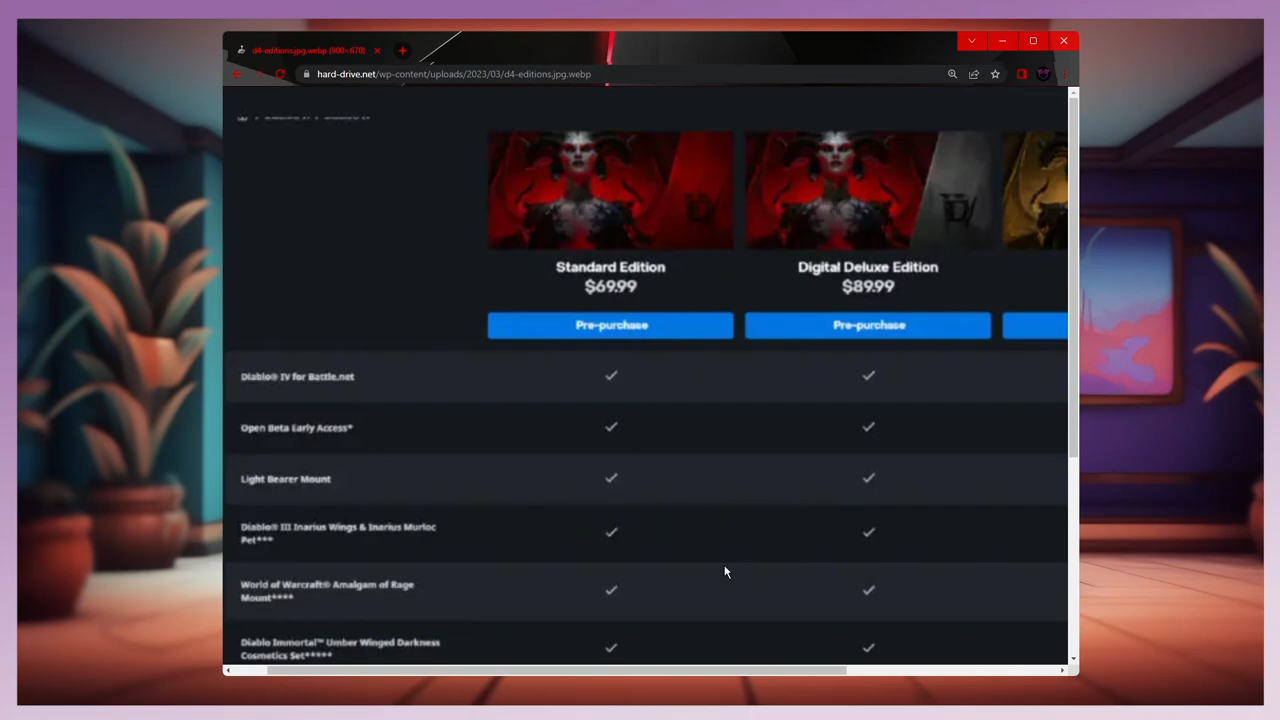 d4-editions.jpg.webp (900×670)
hard-drive.net/wp-content/uploads/2023/03/d4-editions.jpg.webp
Standard Edition
$69.99
Digital Deluxe Edition
$89.99
Pre-purchase
Pre-purchase
Diablo® IV for Battle.net
Open Beta Early Access*
Light Bearer Mount
Diablo® III Inarius Wings & Inarius Murloc
Pet***
World of Warcraft® Amalgam of Rage
Mount****
Diablo Immortal™ Umber Winged Darkness
Cosmetics Set*****